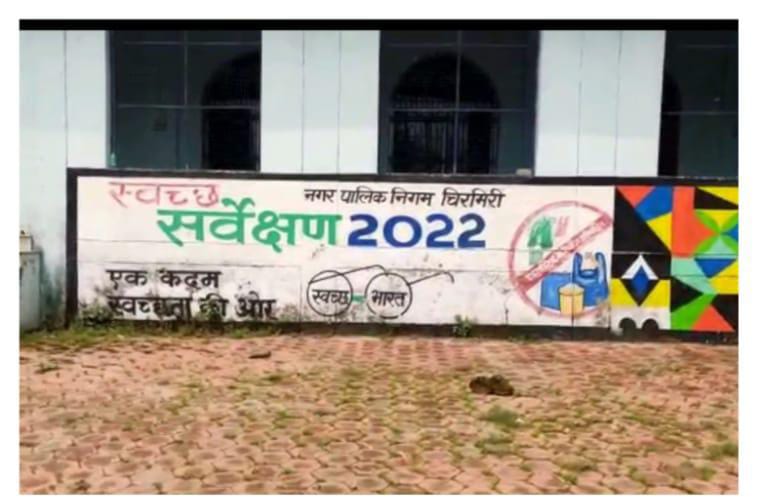 स्वच्छ
नगर पालिक निगम चिरमिरी
सर्वेक्षण 2022
एक कदम
स्वच्छता की ओर
स्वच्छ भारत